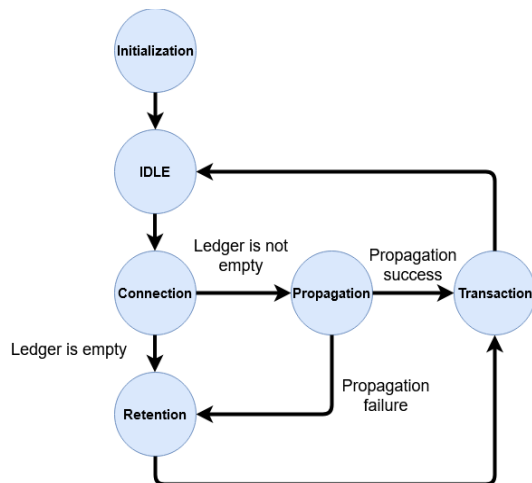 Initialization
IDLE
Ledger is not
empty
Propagation
success
Connection
Propagation
Transaction
Ledger is empty
Propagation
failure
Retention